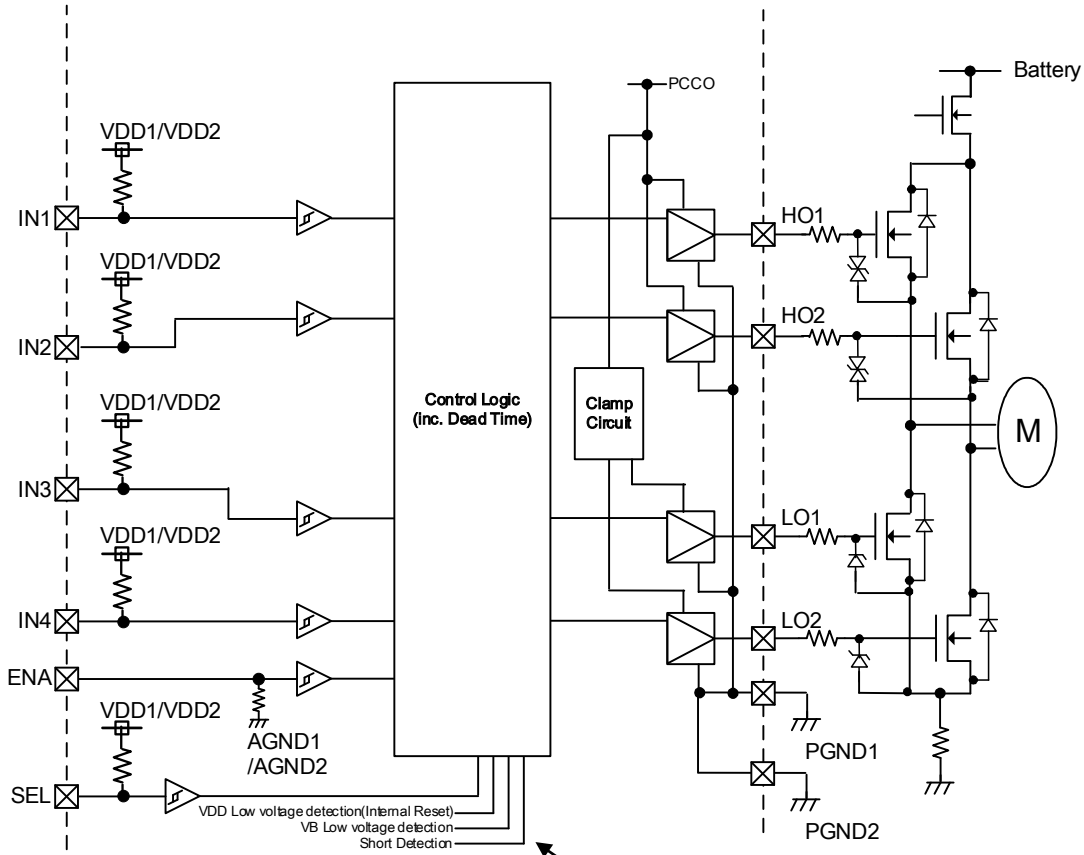 Battery
PCCO
VDD1/VDD2
IN1
HO1
VDD1/VDD2
IN2
HO2
Control Logic
(inc. Dead Time)
Clamp
Circuit
VDD1/VDD2
M
IN3
LO1
VDD1/VDD2
IN4
LO2
ENA
VDD1/VDD2
AGND1
/AGND2
PGND1
SEL
VDD Low voltage detection(Internal Reset)
VB Low voltage detection
Short Detection
PGND2